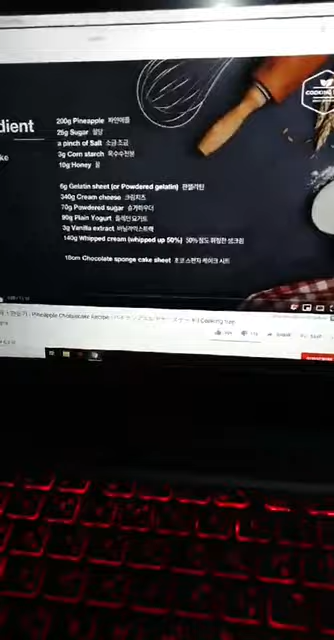 dient
ke
200g Pineapple 파인애플
25g Sugar 설탕
a pinch of Salt 소금 조금
3g Corn starch 옥수수전분
10g Honey 꿀
6g Gelatin sheet (or Powdered gelatin) 판젤라틴
340g Cream cheese 크림치즈
70g Powdered sugar 슈가파우더
90g Plain Yogurt 플레인 요거트
3g Vanilla extract 바닐라익스트랙
140g Whipped cream (whipped up 50%) 50%정도 휘핑한 생크림
18cm Chocolate sponge cake sheet 초코 스펀지 케이크 시트
COOKING
Pineapple Cheesecake Recipe
Cooking tree